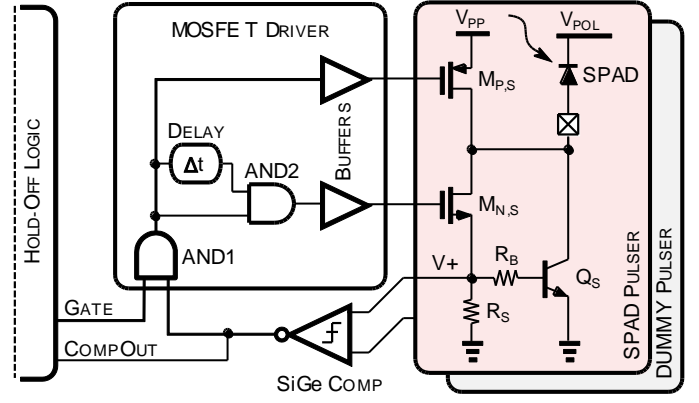 MOSFET DRIVER
VPP
VPOL
SPAD
MP,S
DELAY
Δt
AND2
BUFFERS
MN,S
HOLD-OFF LOGIC
AND1
V+
RB
QS
RS
GATE
COMPOUT
SiGe COMP
SPAD PULSER
DUMMY PULSER